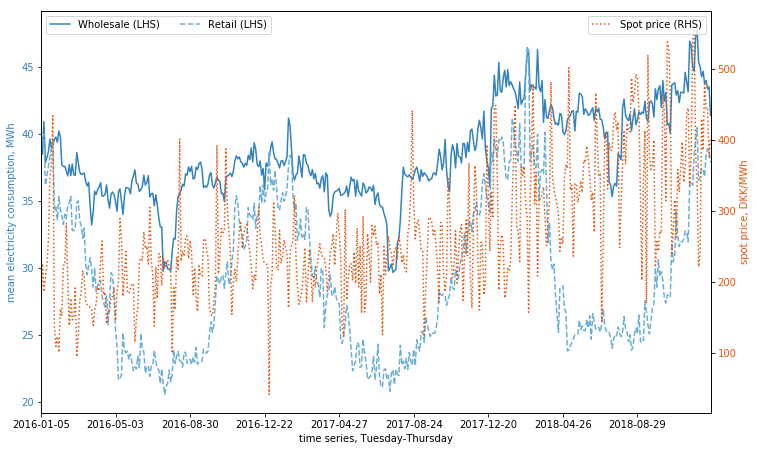 Wholesale (LHS) Retail (LHS) Spot price (RHS)
mean electricity consumption, MWh
45
40
35
30
25
20
500
400
300
200
100
spot price, DKK/MWh
2016-01-05 2016-05-03 2016-08-30 2016-12-22 2017-04-27 2017-08-24 2017-12-20 2018-04-26 2018-08-29
time series, Tuesday-Thursday